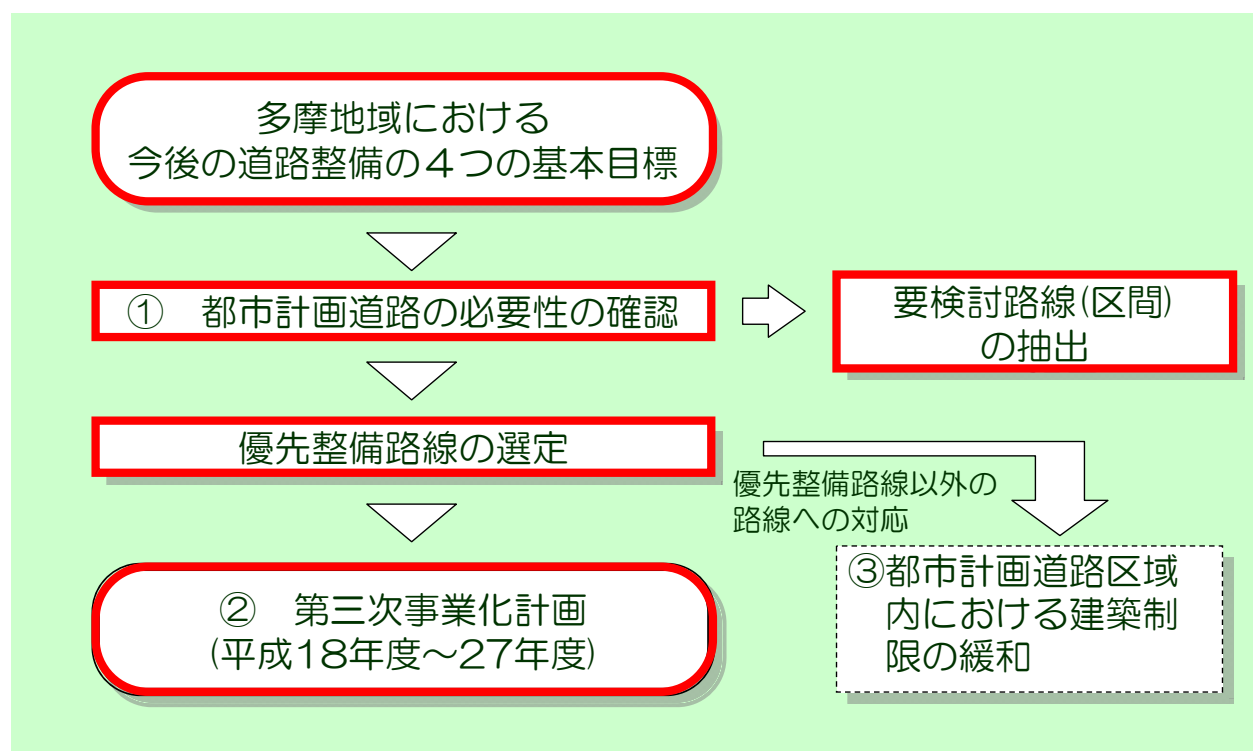 多摩地域における
今後の道路整備の４つの基本目標
①　都市計画道路の必要性の確認
要検討路線(区間)
の抽出
優先整備路線の選定
優先整備路線以外の
路線への対応
②　第三次事業化計画
(平成18年度～27年度)
③都市計画道路区域
内における建築制
限の緩和